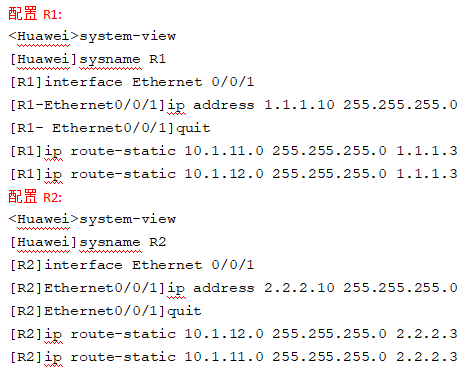 配置 R1:
<Huawei>system-view
[Huawei]sysname R1
[R1]interface Ethernet 0/0/1
[R1-Ethernet0/0/1]ip address 1.1.1.10 255.255.255.0
[R1- Ethernet0/0/1]quit
[R1]ip route-static 10.1.11.0 255.255.255.0 1.1.1.3
[R1]ip route-static 10.1.12.0 255.255.255.0 1.1.1.3
配置 R2:
<Huawei>system-view
[Huawei]sysname R2
[R2]interface Ethernet 0/0/1
[R2]Ethernet0/0/1]ip address 2.2.2.10 255.255.255.0
[R2]Ethernet0/0/1]quit
[R2]ip route-static 10.1.12.0 255.255.255.0 2.2.2.3
[R2]ip route-static 10.1.11.0 255.255.255.0 2.2.2.3